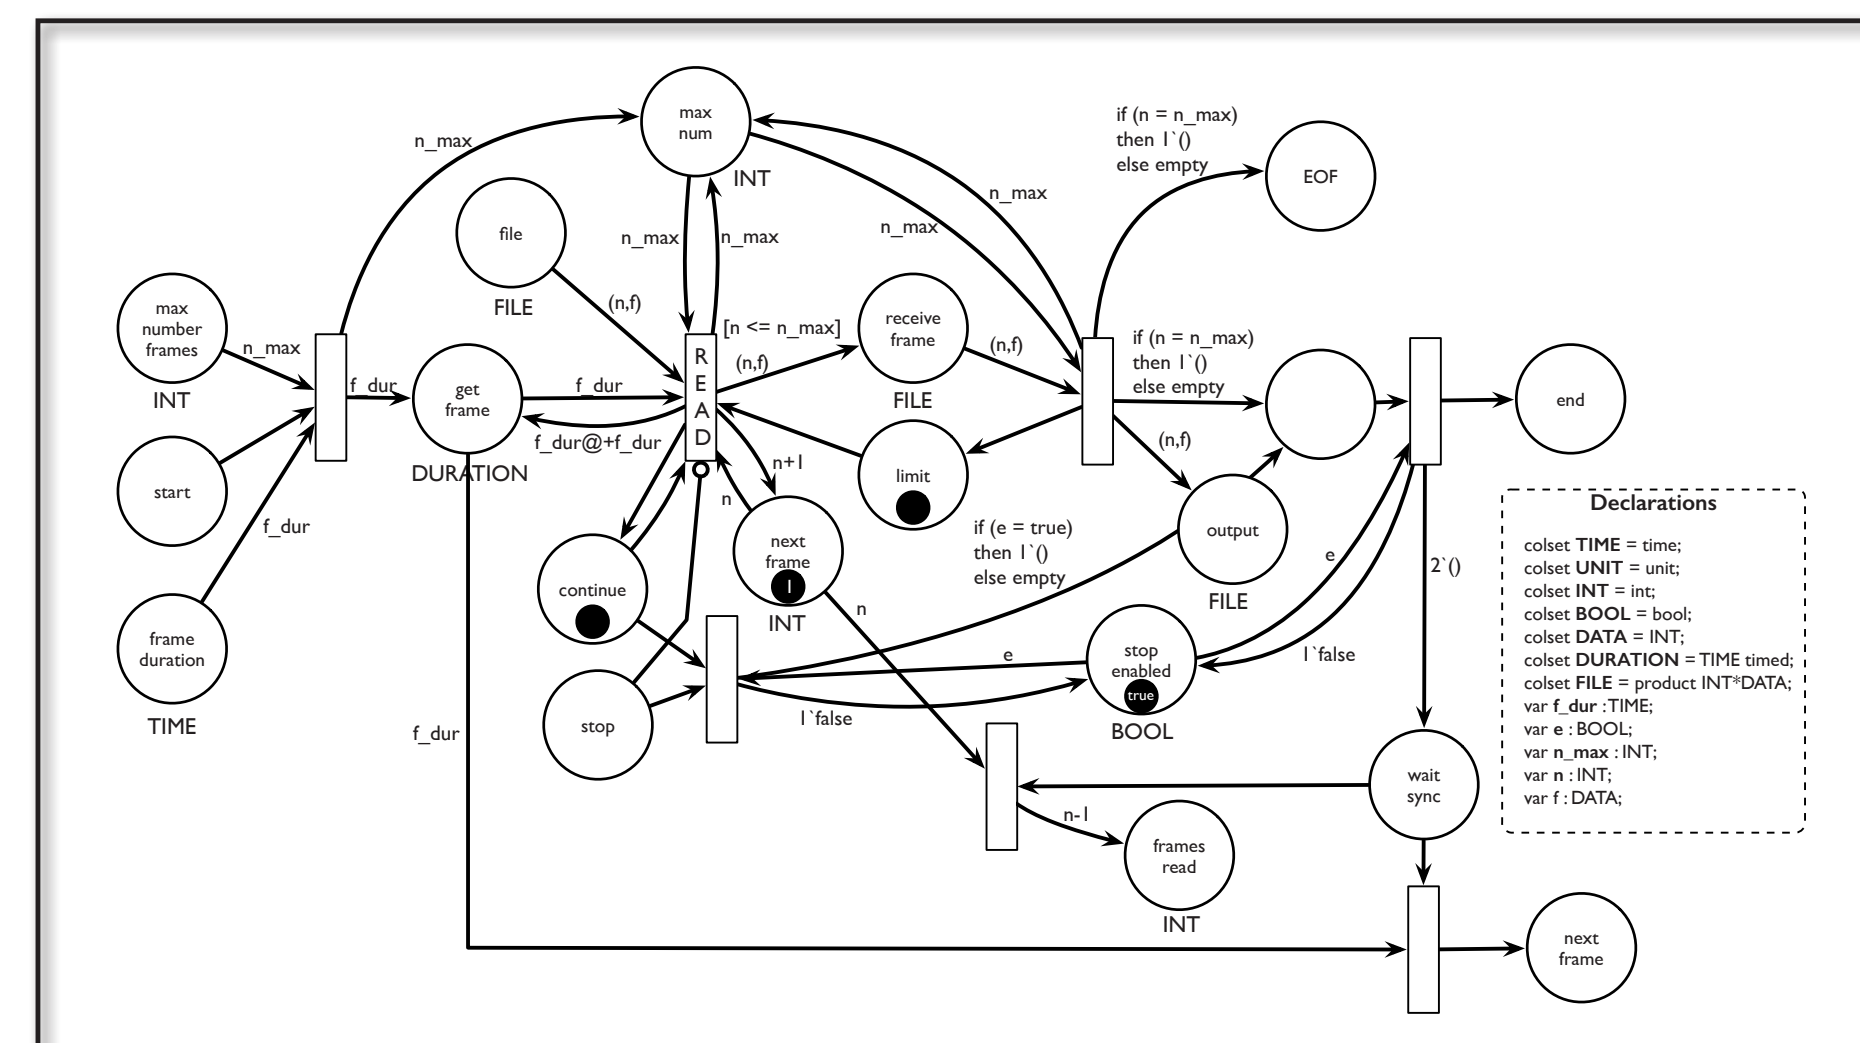 max
num
INT
n_max
if (n = n_max)
then 1`()
else empty
EOF
file
FILE
n_max
n_max
n_max
n_max
(n,f)
max
number
frames
INT
n_max
[n <= n_max]
(n,f)
receive
frame
FILE
(n,f)
if (n = n_max)
then 1`()
else empty
f_dur
get
frame
DURATION
f_dur
f_dur@+f_dur
R
E
A
D
end
start
f_dur
n+1
n
limit
(n,f)
output
FILE
next
frame
1
INT
if (e = true)
then 1`()
else empty
e
2`()
continue
n
frame
duration
TIME
stop
e
stop
enabled
true
BOOL
1`false
1`false
f_dur
n-1
frames
read
INT
wait
sync
next
frame
Declarations
colset TIME = time;
colset UNIT = unit;
colset INT = int;
colset BOOL = bool;
colset DATA = INT;
colset DURATION = TIME timed;
colset FILE = product INT*DATA;
var f_dur : TIME;
var e : BOOL;
var n_max : INT;
var n : INT;
var f : DATA;